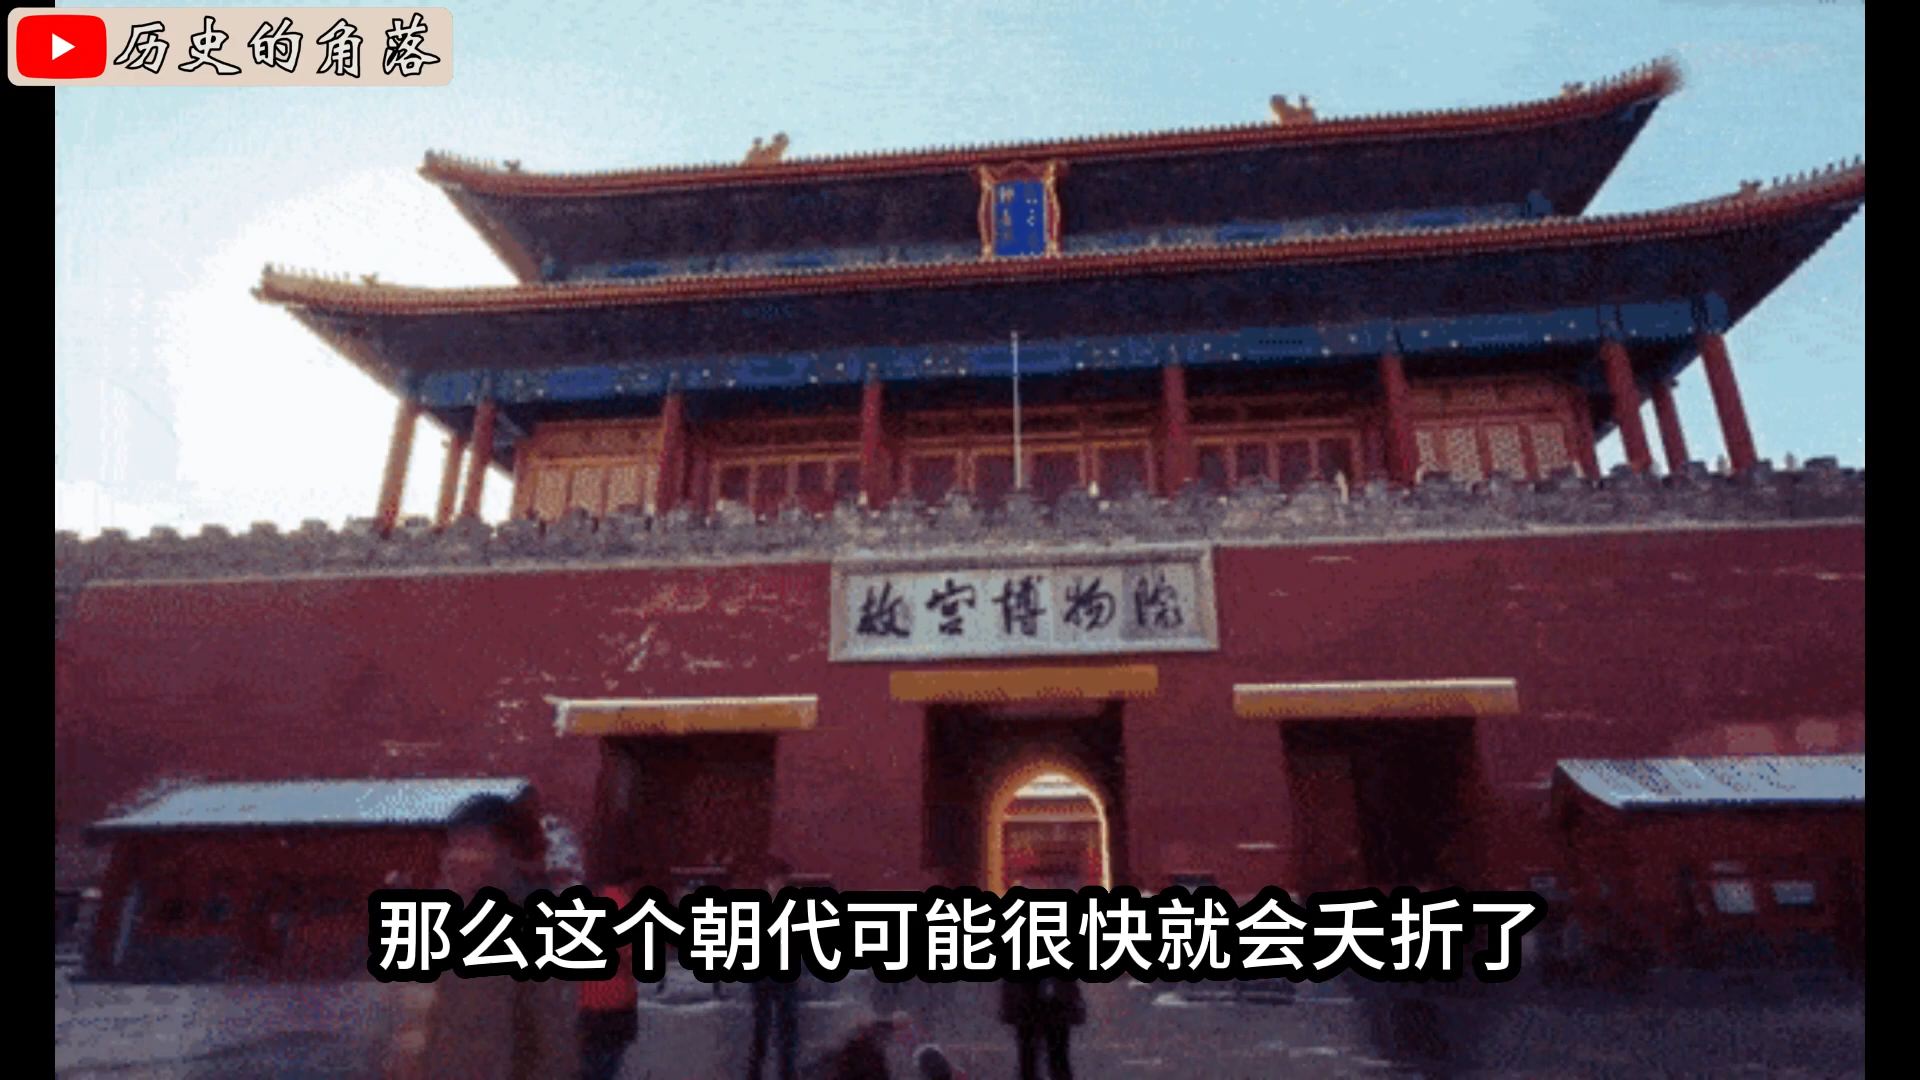 历史的角落
故宫博物院
那么这个朝代可能很快就会夭折了